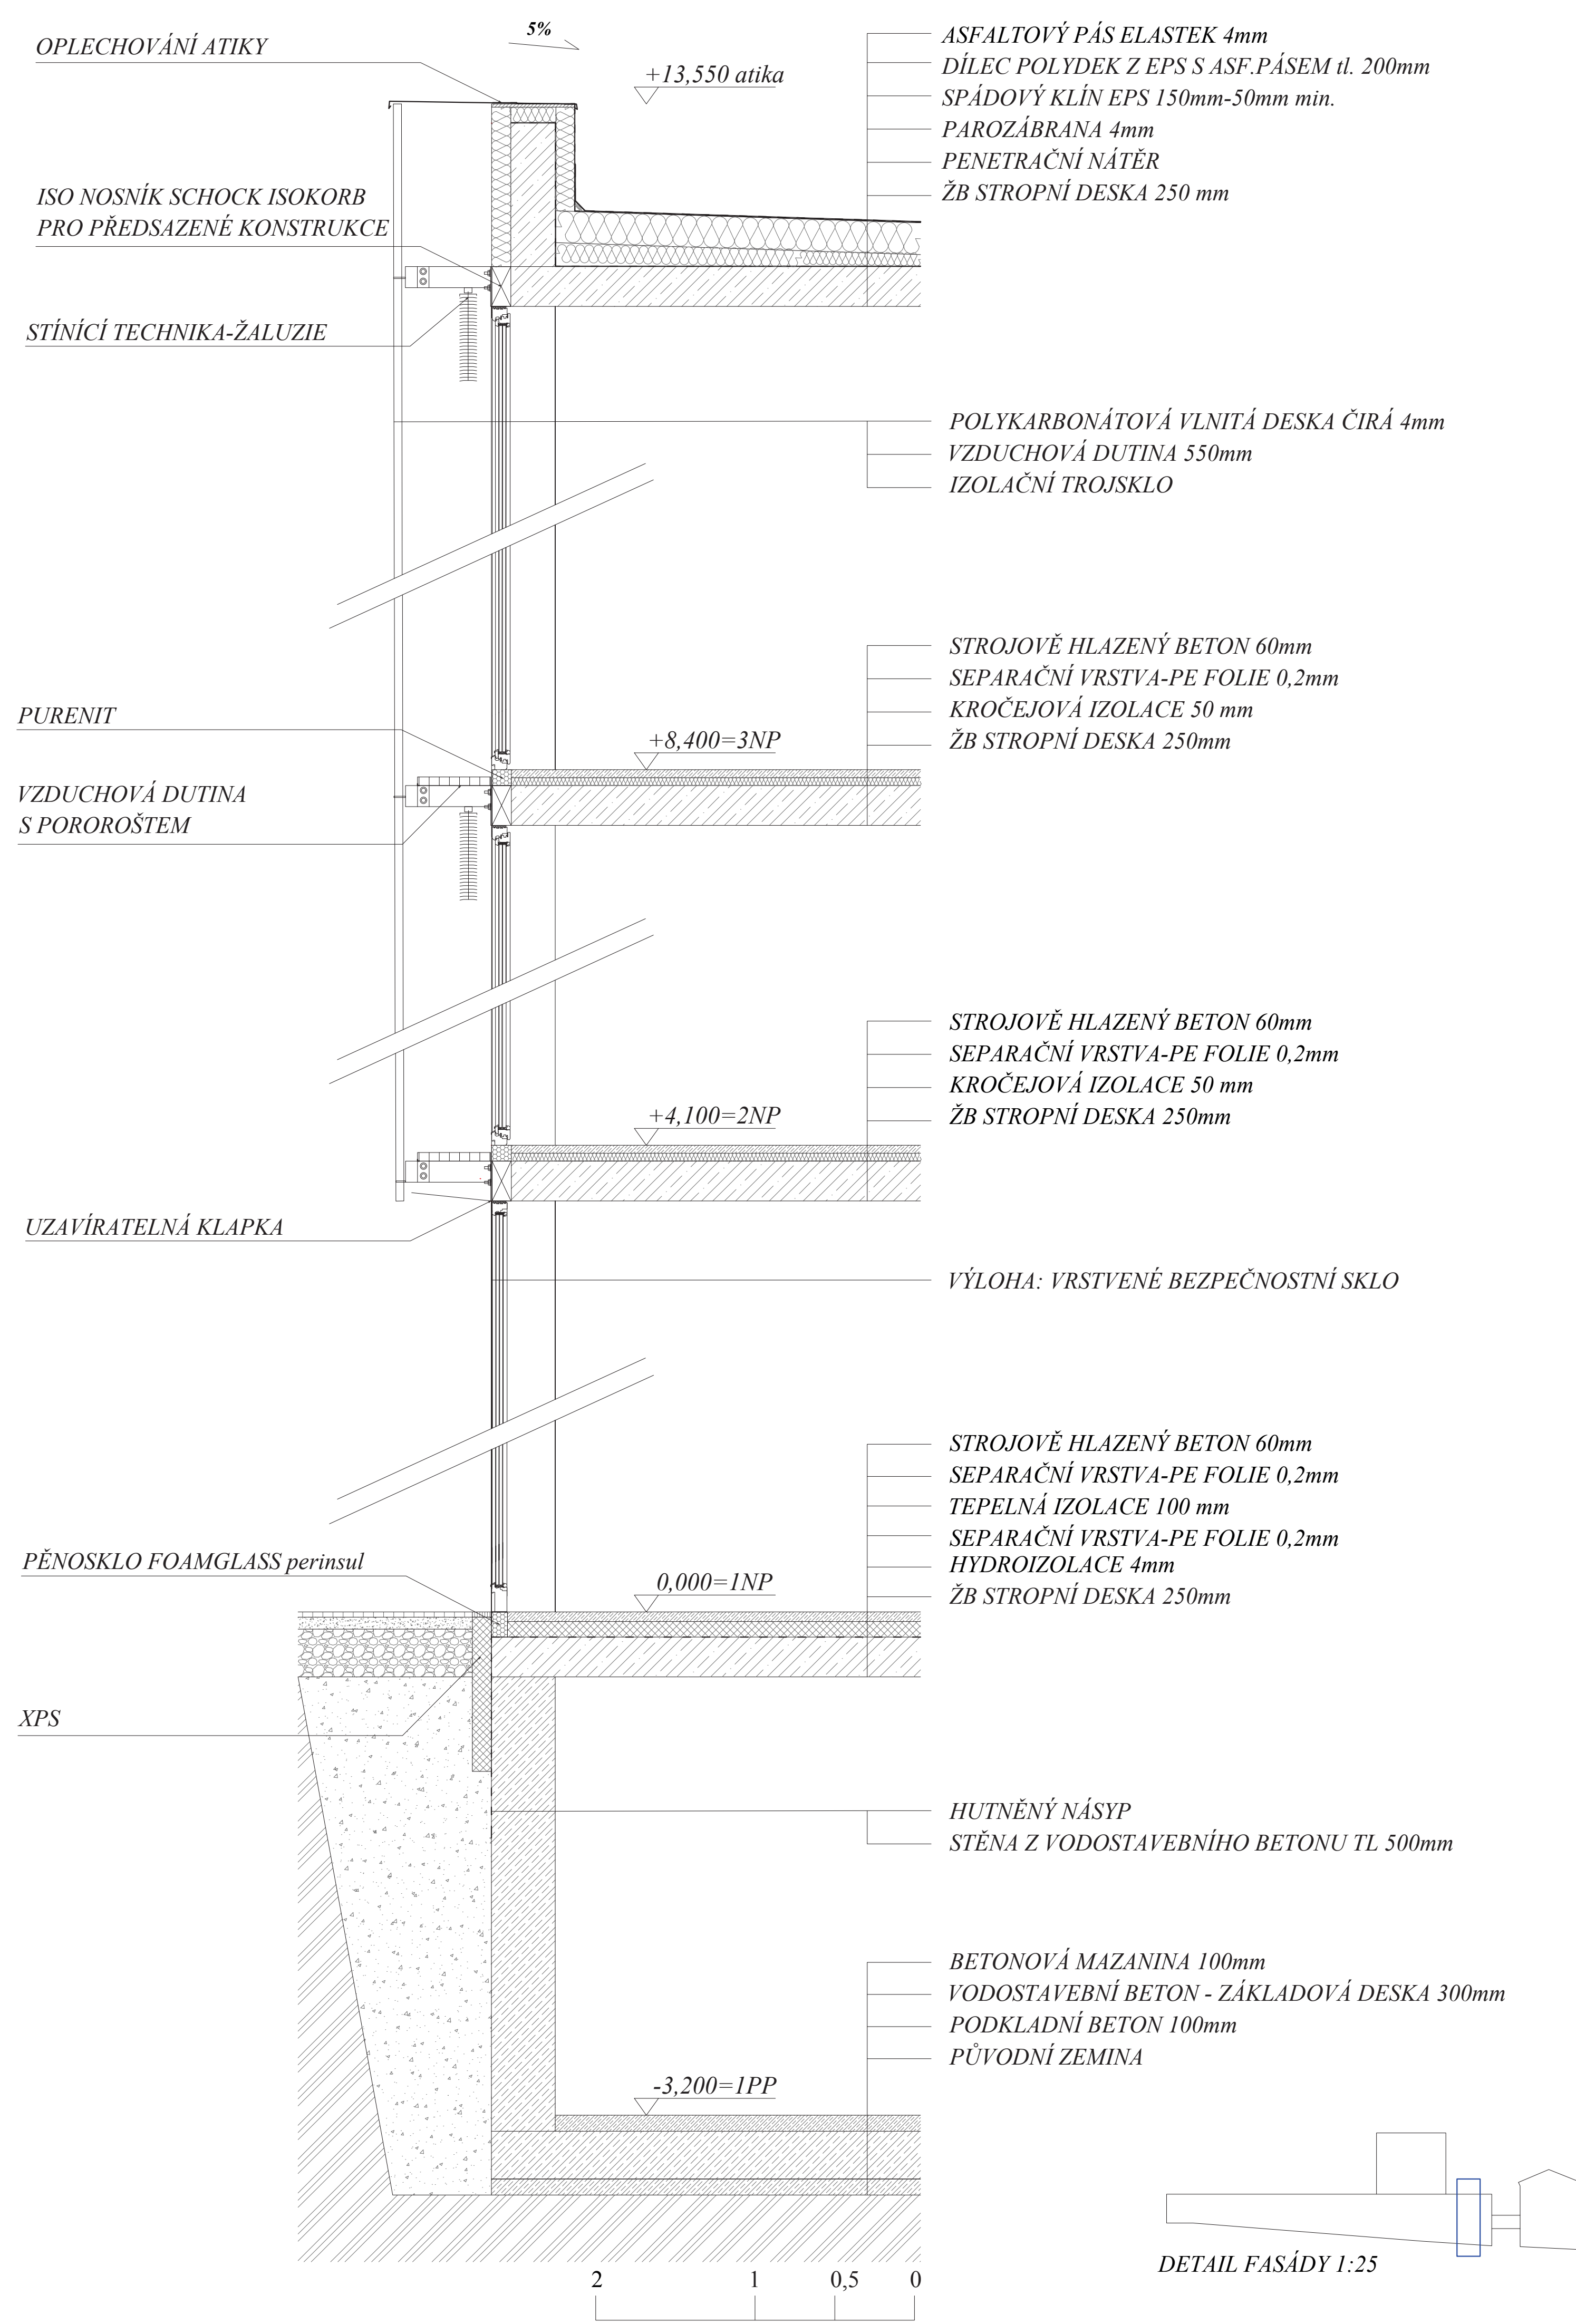 5%
OPLECHOVÁNÍ ATIKY
+13,550 atika
ASFALTOVÝ PÁS ELASTEK 4mm
DÍLEC POLYDEK Z EPS S ASF.PÁSEM tl. 200mm
SPÁDOVÝ KLÍN EPS 150mm-50mm min.
PAROZÁBRANA 4mm
PENETRAČNÍ NÁTĚR
ŽB STROPNÍ DESKA 250 mm
ISO NOSNÍK SCHOCK ISOKORB
PRO PŘEDSAZENÉ KONSTRUKCE
STÍNÍCÍ TECHNIKA-ŽALUZIE
POLYKARBONÁTOVÁ VLNITÁ DESKA ČIRÁ 4mm
VZDUCHOVÁ DUTINA 550mm
IZOLAČNÍ TROJSKLO
STROJOVĚ HLAZENÝ BETON 60mm
SEPARAČNÍ VRSTVA-PE FOLIE 0,2mm
KROČEJOVÁ IZOLACE 50 mm
ŽB STROPNÍ DESKA 250mm
PURENIT
+8,400=3NP
VZDUCHOVÁ DUTINA
S POROROŠTEM
STROJOVĚ HLAZENÝ BETON 60mm
SEPARAČNÍ VRSTVA-PE FOLIE 0,2mm
KROČEJOVÁ IZOLACE 50 mm
ŽB STROPNÍ DESKA 250mm
+4,100=2NP
UZAVÍRATELNÁ KLAPKA
VÝLOHA: VRSTVENÉ BEZPEČNOSTNÍ SKLO
STROJOVĚ HLAZENÝ BETON 60mm
SEPARAČNÍ VRSTVA-PE FOLIE 0,2mm
TEPELNÁ IZOLACE 100 mm
SEPARAČNÍ VRSTVA-PE FOLIE 0,2mm
HYDROIZOLACE 4mm
ŽB STROPNÍ DESKA 250mm
PĚNOSKLO FOAMGLASS perinsul
0,000=1NP
XPS
HUTNĚNÝ NÁSYP
STĚNA Z VODOSTAVEBNÍHO BETONU TL 500mm
BETONOVÁ MAZANINA 100mm
VODOSTAVEBNÍ BETON - ZÁKLADOVÁ DESKA 300mm
PODKLADNÍ BETON 100mm
PŮVODNÍ ZEMINA
-3,200=1PP
DETAIL FASÁDY 1:25
2 1 0,5 0